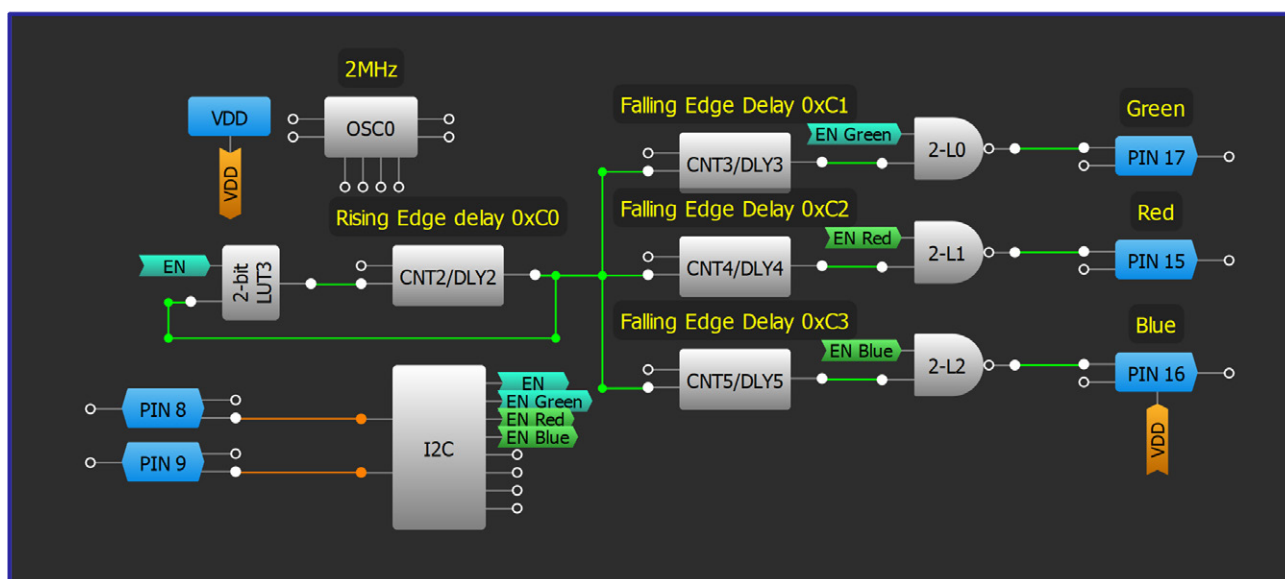 2MHz
VDD
OSC0
VDD
Rising Edge delay 0xC0
EN
2-bit
LUT3
CNT2/DLY2
Falling Edge Delay 0xC1
EN Green
CNT3/DLY3
2-L0
Green
PIN 17
Falling Edge Delay 0xC2
EN Red
CNT4/DLY4
2-L1
Red
PIN 15
Falling Edge Delay 0xC3
EN Blue
CNT5/DLY5
2-L2
Blue
PIN 16
VDD
PIN 8
PIN 9
I2C
EN
EN Green
EN Red
EN Blue